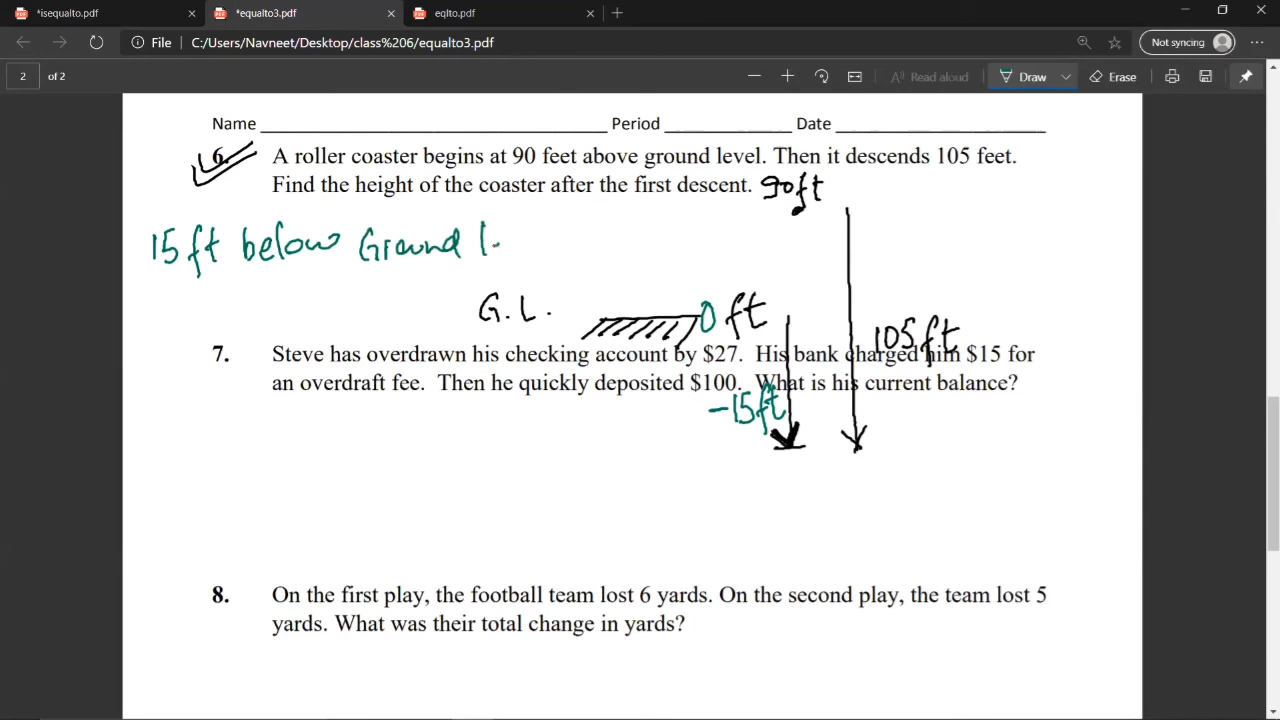 *isequalto.pdf
*equalto3.pdf
eqlto.pdf
File C:/Users/Navneet/Desktop/class%206/equalto3.pdf
Not syncing
2 of 2
Read aloud
Draw
Erase
Name Period Date
6. A roller coaster begins at 90 feet above ground level. Then it descends 105 feet.
Find the height of the coaster after the first descent. 90ft
15ft below Ground l
G.L. 0 ft
105ft
7. Steve has overdrawn his checking account by $27. His bank charged him $15 for
an overdraft fee. Then he quickly deposited $100. What is his current balance?
-15ft
8. On the first play, the football team lost 6 yards. On the second play, the team lost 5
yards. What was their total change in yards?